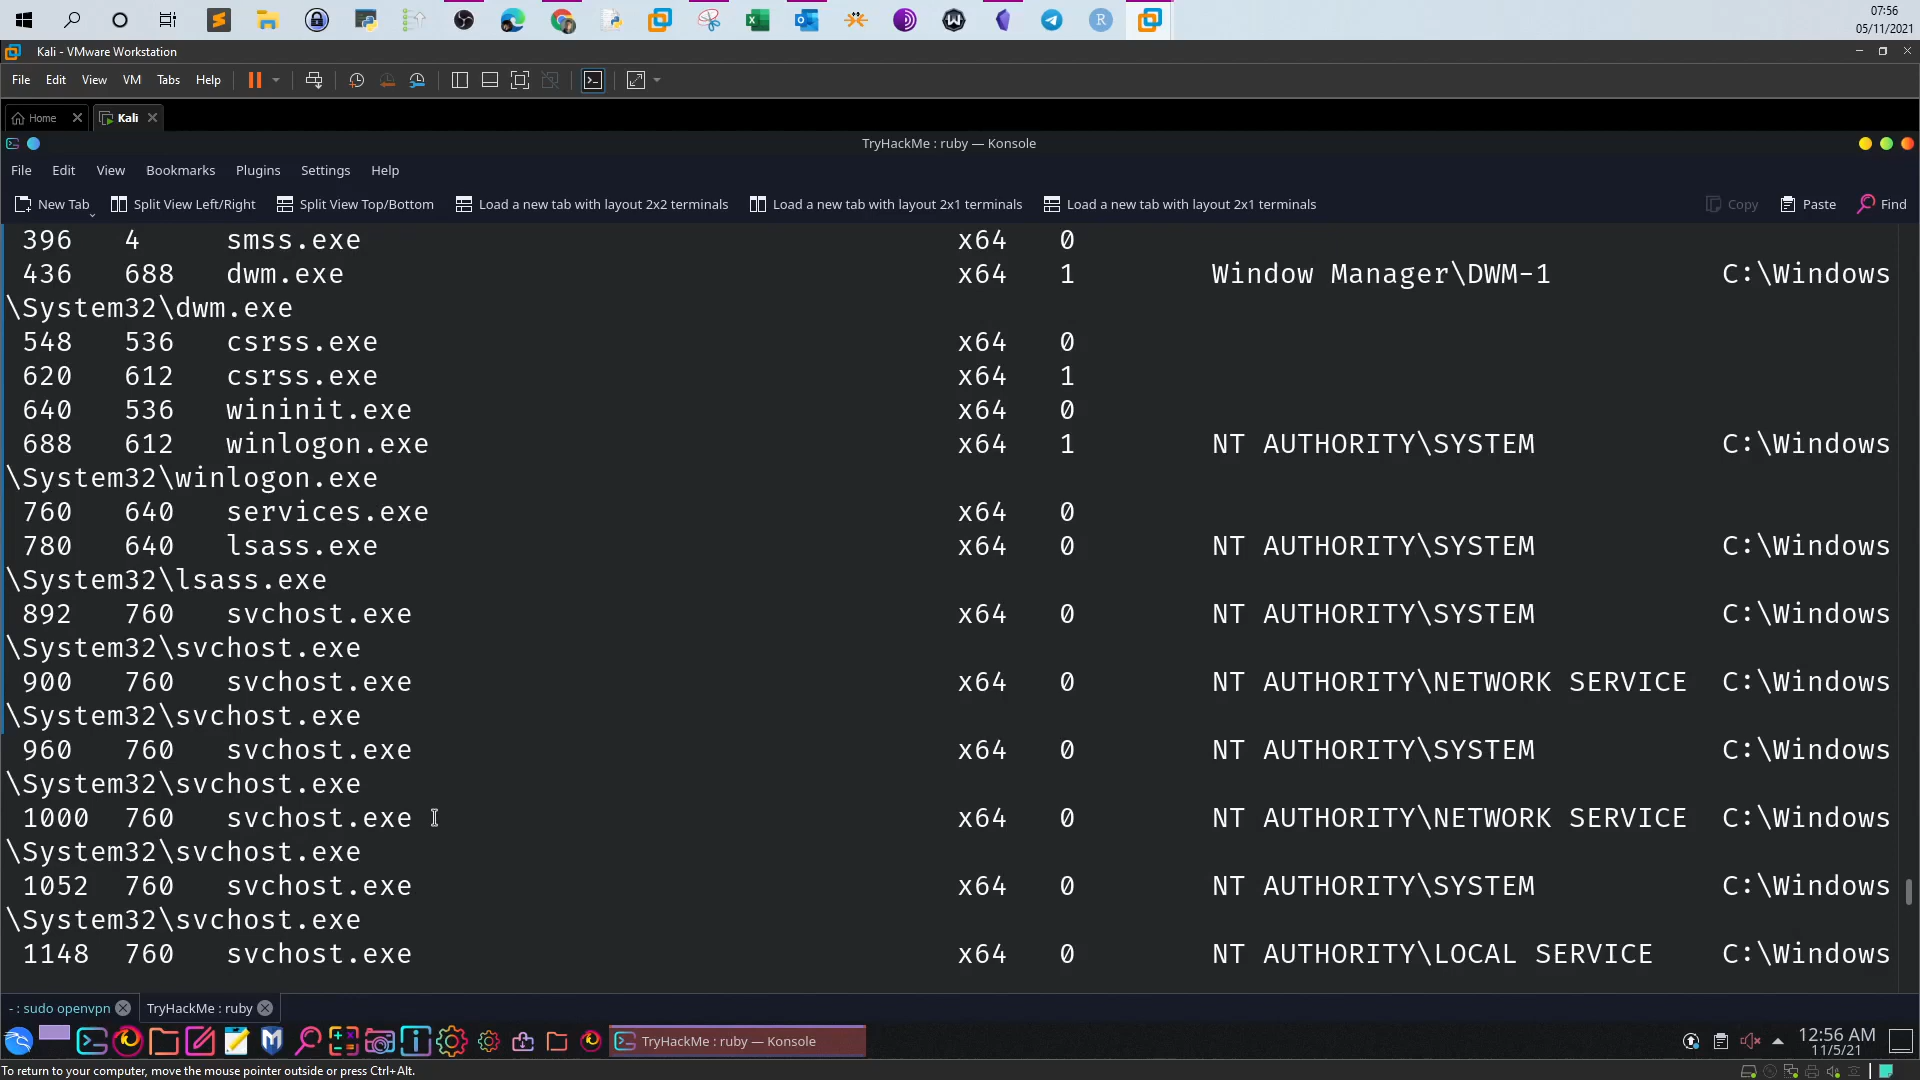 07:56
05/11/2021
Kali - VMware Workstation
File Edit View VM Tabs Help
Home Kali
TryHackMe : ruby — Konsole
File Edit View Bookmarks Plugins Settings Help
New Tab Split View Left/Right Split View Top/Bottom Load a new tab with layout 2x2 terminals Load a new tab with layout 2x1 terminals Load a new tab with layout 2x1 terminals Copy Paste Find
396 4 smss.exe x64 0
436 688 dwm.exe x64 1 Window Manager\DWM-1 C:\Windows
\System32\dwm.exe
548 536 csrss.exe x64 0
620 612 csrss.exe x64 1
640 536 wininit.exe x64 0
688 612 winlogon.exe x64 1 NT AUTHORITY\SYSTEM C:\Windows
\System32\winlogon.exe
760 640 services.exe x64 0
780 640 lsass.exe x64 0 NT AUTHORITY\SYSTEM C:\Windows
\System32\lsass.exe
892 760 svchost.exe x64 0 NT AUTHORITY\SYSTEM C:\Windows
\System32\svchost.exe
900 760 svchost.exe x64 0 NT AUTHORITY\NETWORK SERVICE C:\Windows
\System32\svchost.exe
960 760 svchost.exe x64 0 NT AUTHORITY\SYSTEM C:\Windows
\System32\svchost.exe
1000 760 svchost.exe x64 0 NT AUTHORITY\NETWORK SERVICE C:\Windows
\System32\svchost.exe
1052 760 svchost.exe x64 0 NT AUTHORITY\SYSTEM C:\Windows
\System32\svchost.exe
1148 760 svchost.exe x64 0 NT AUTHORITY\LOCAL SERVICE C:\Windows
- : sudo openvpn TryHackMe : ruby
TryHackMe : ruby — Konsole
12:56 AM
11/5/21
To return to your computer, move the mouse pointer outside or press Ctrl+Alt.